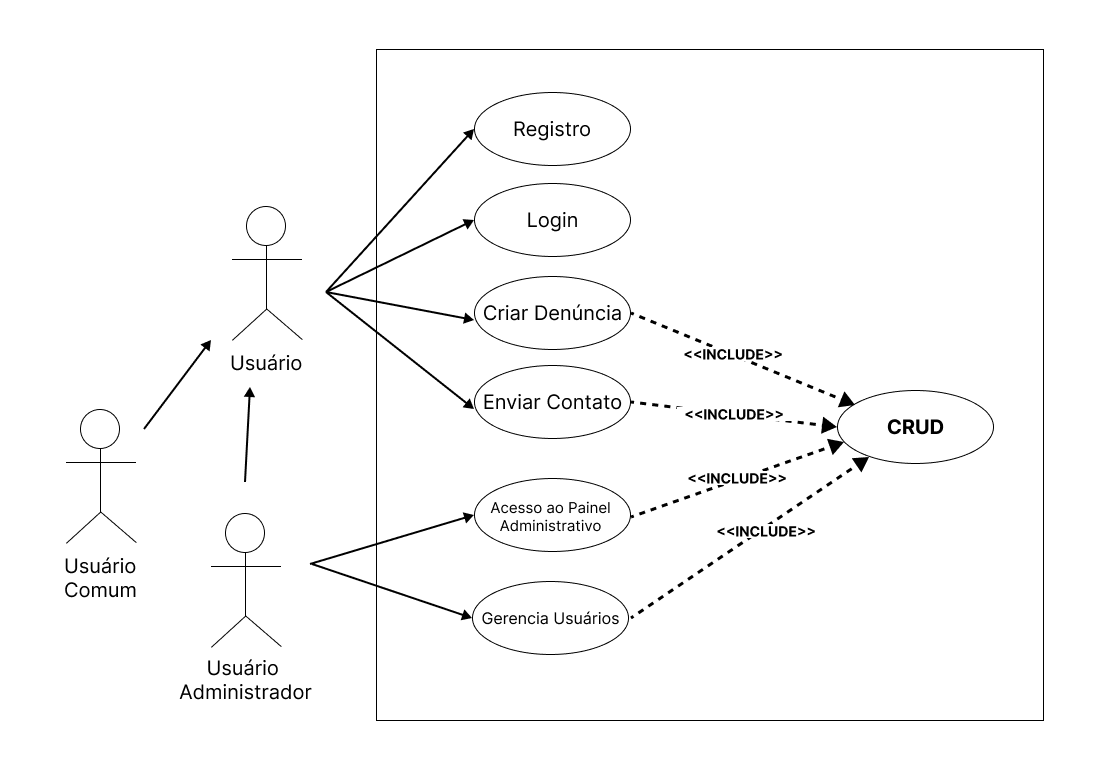 Registro
Login
Criar Denúncia
Enviar Contato
Acesso ao Painel
Administrativo
Gerencia Usuários
<<INCLUDE>>
<<INCLUDE>>
<<INCLUDE>>
<<INCLUDE>>
CRUD
Usuário
Usuário
Comum
Usuário
Administrador